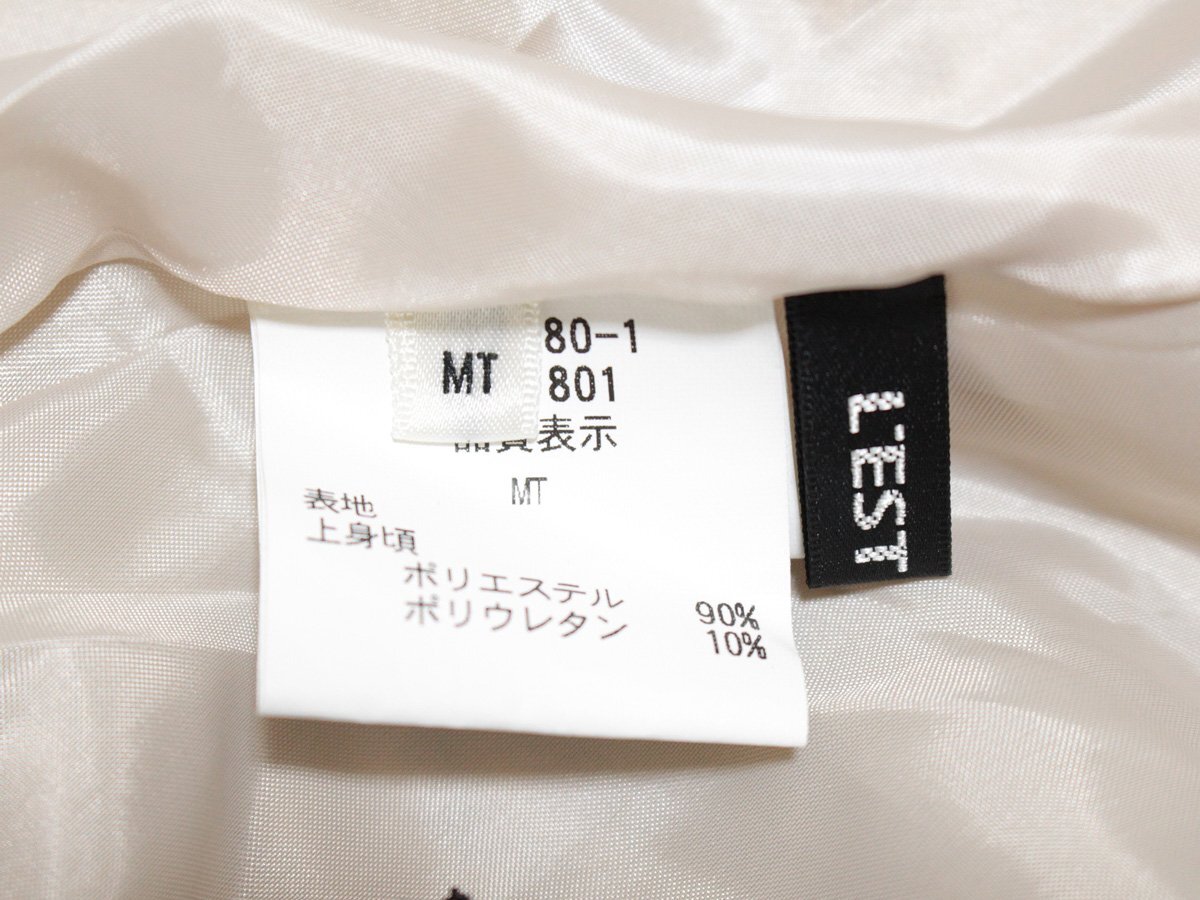 80-1
801
MT
品質表示
MT
表地
上身頃
ポリエステル 90%
ポリウレタン 10%
L'EST